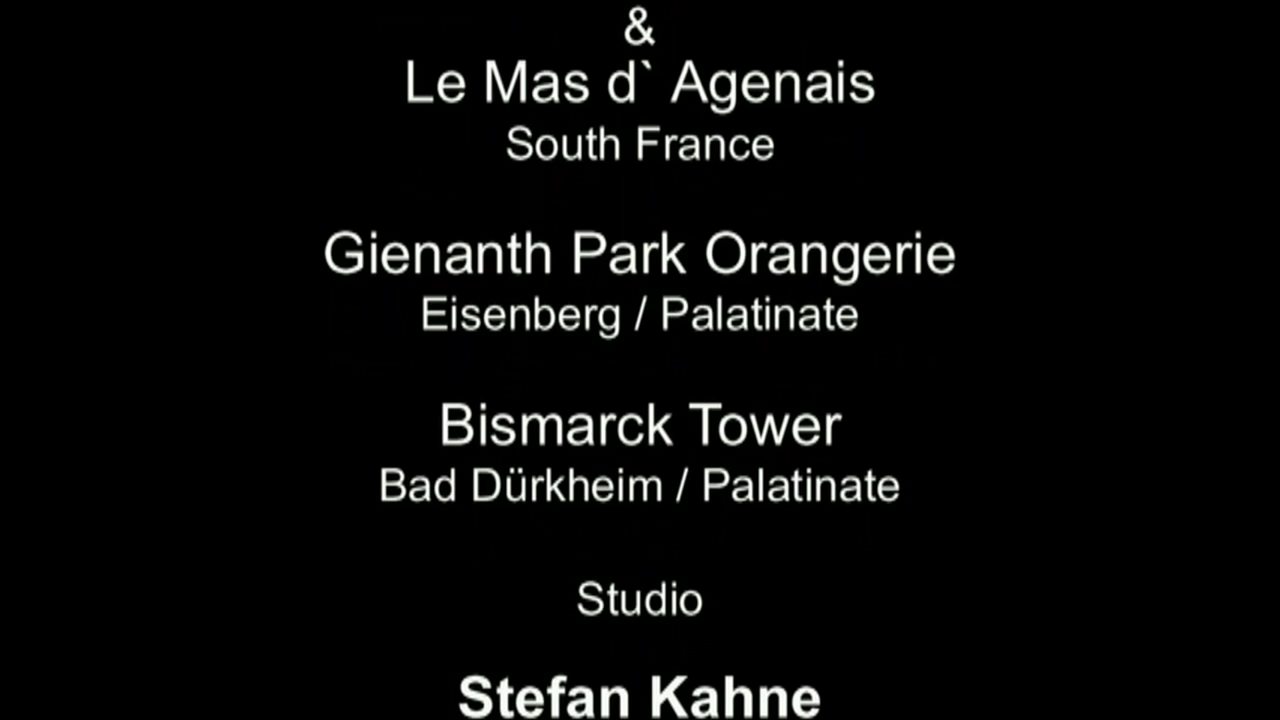 &
Le Mas d` Agenais
South France
Gienanth Park Orangerie
Eisenberg / Palatinate
Bismarck Tower
Bad Dürkheim / Palatinate
Studio
Stefan Kahne